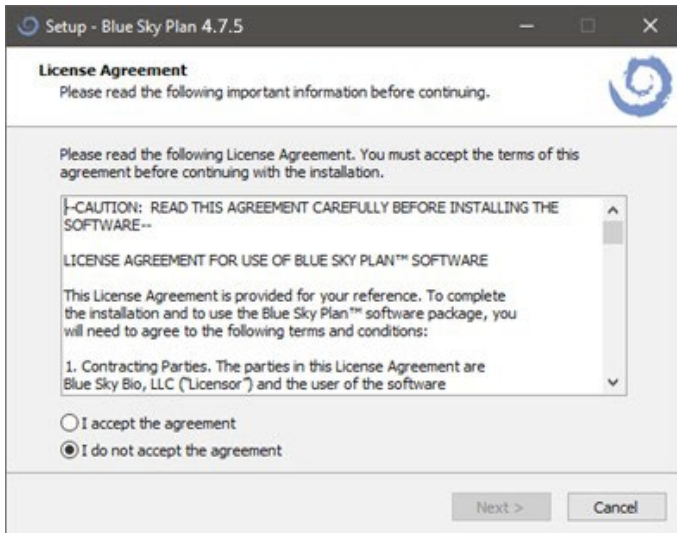 Setup - Blue Sky Plan 4.7.5
License Agreement
Please read the following important information before continuing.
Please read the following License Agreement. You must accept the terms of this
agreement before continuing with the installation.
--CAUTION: READ THIS AGREEMENT CAREFULLY BEFORE INSTALLING THE
SOFTWARE--
LICENSE AGREEMENT FOR USE OF BLUE SKY PLAN™ SOFTWARE
This License Agreement is provided for your reference. To complete
the installation and to use the Blue Sky Plan™ software package, you
will need to agree to the following terms and conditions:
1. Contracting Parties. The parties in this License Agreement are
Blue Sky Bio, LLC ("Licensor") and the user of the software
I accept the agreement
I do not accept the agreement
Next >
Cancel